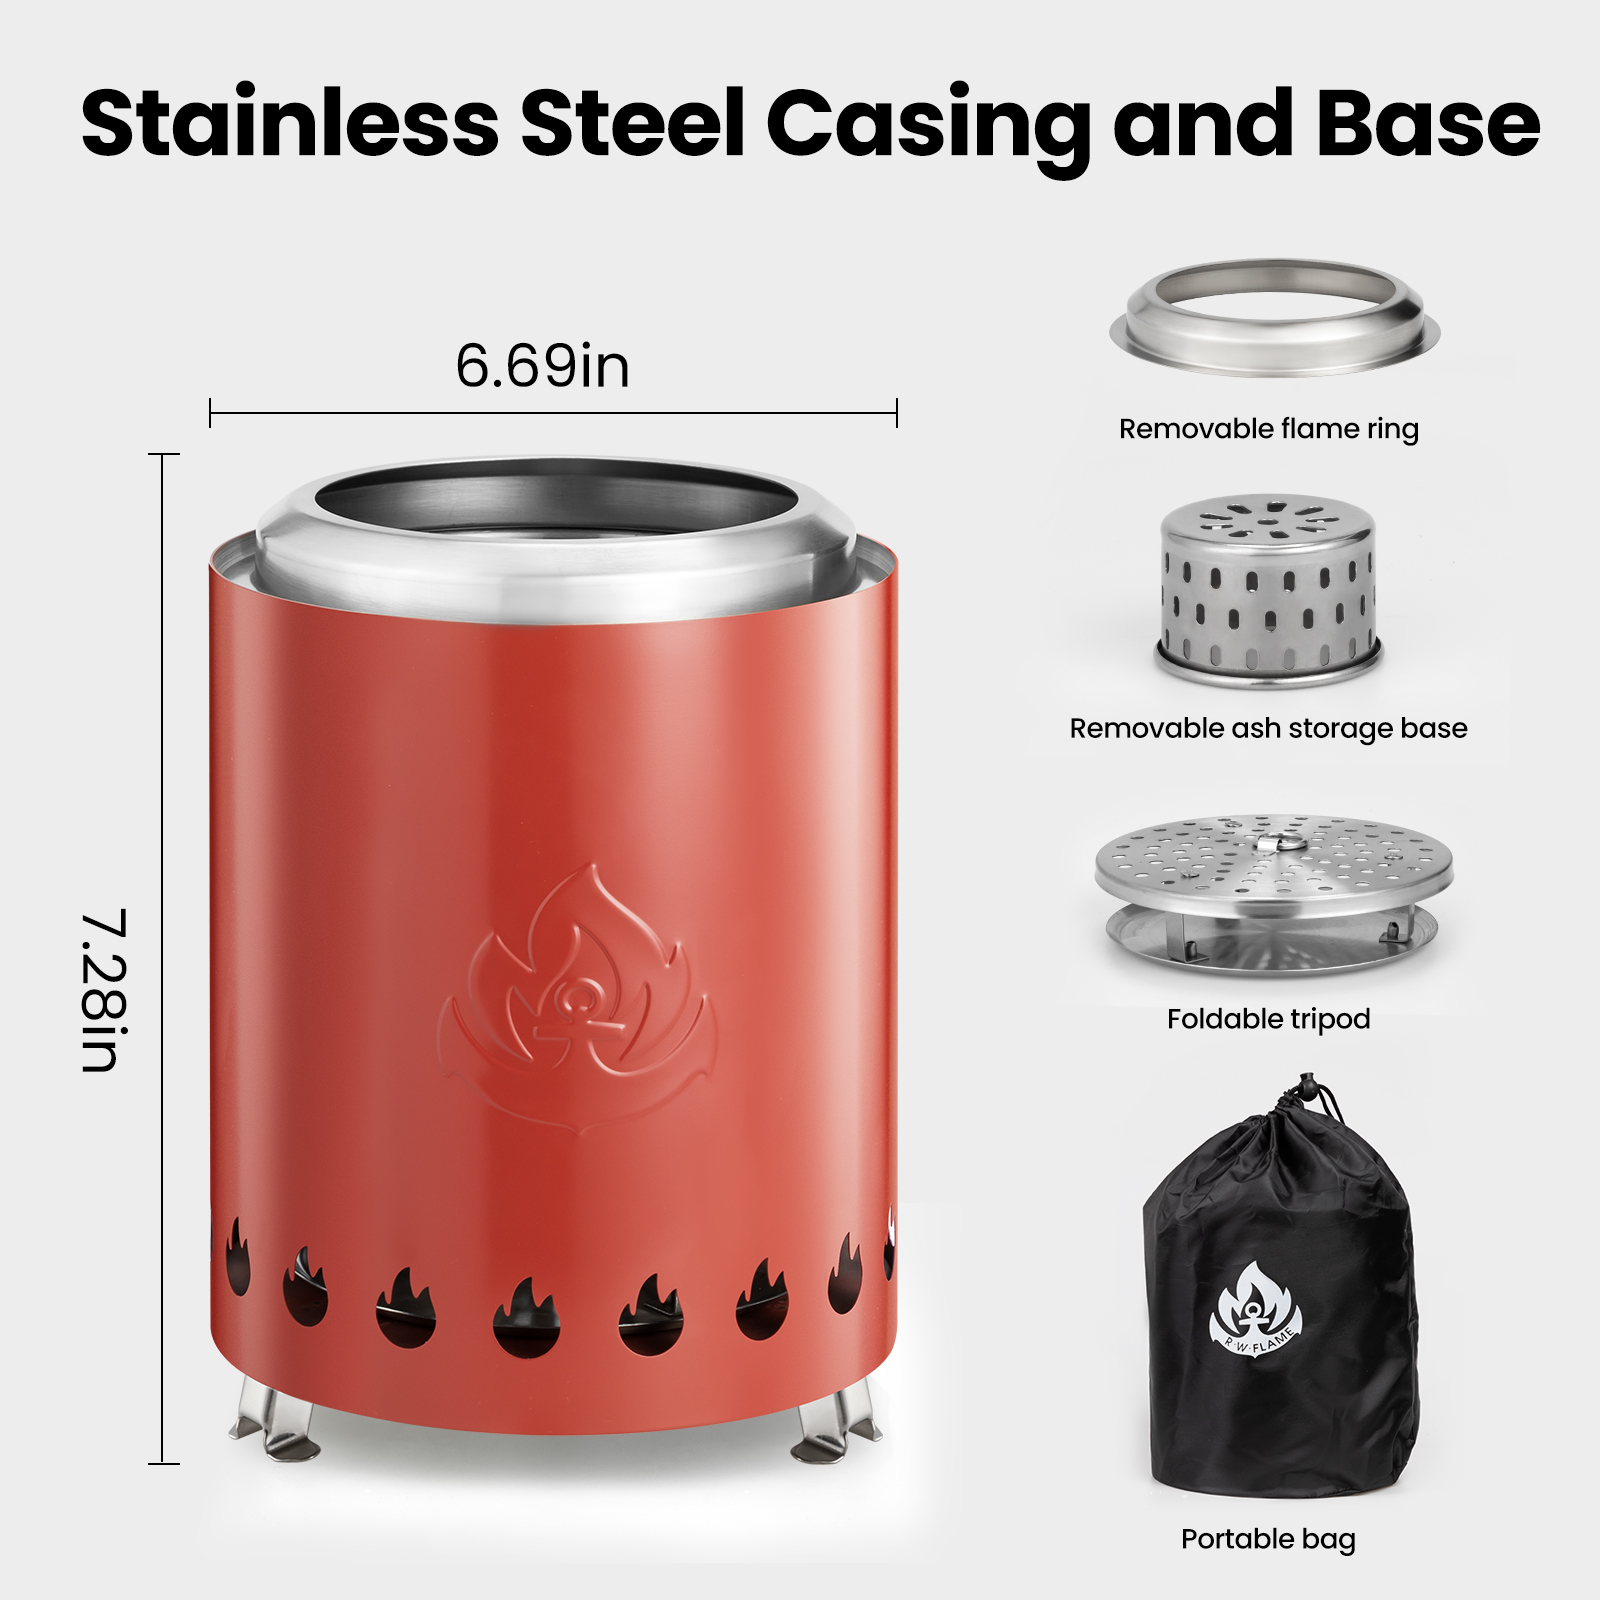 Stainless Steel Casing and Base
6.69in
7.28in
Removable flame ring
Removable ash storage base
Foldable tripod
R·W·FLAME
Portable bag